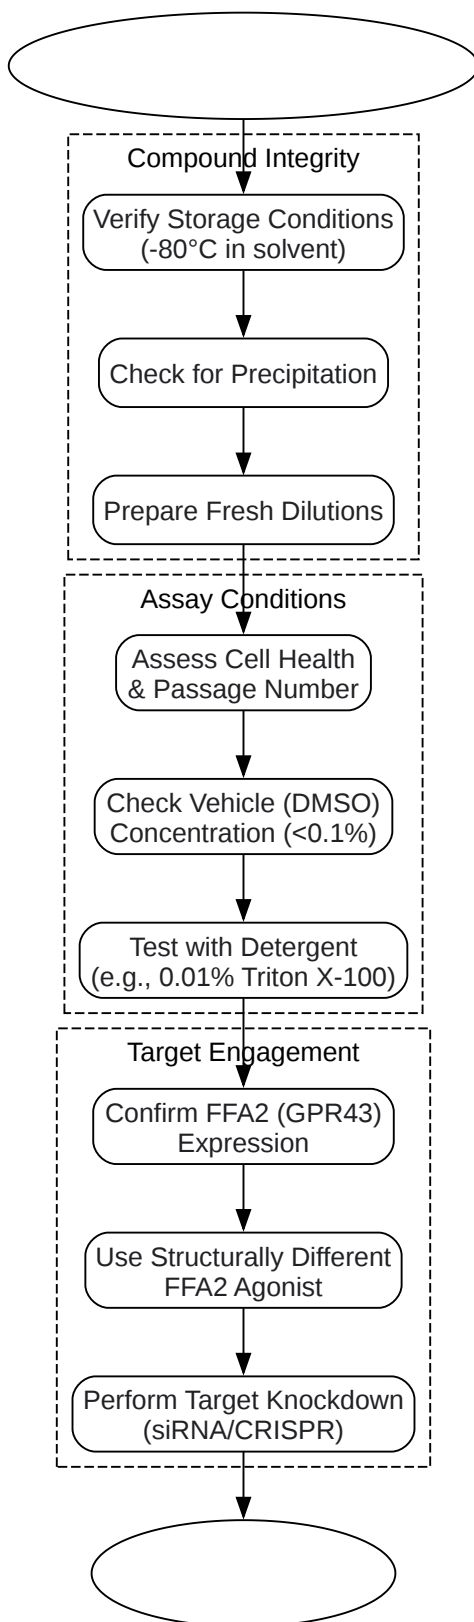 Compound Integrity
Verify Storage Conditions
(-80°C in solvent)
Check for Precipitation
Prepare Fresh Dilutions
Assay Conditions
Assess Cell Health
& Passage Number
Check Vehicle (DMSO)
Concentration (<0.1%)
Test with Detergent
(e.g., 0.01% Triton X-100)
Target Engagement
Confirm FFA2 (GPR43)
Expression
Use Structurally Different
FFA2 Agonist
Perform Target Knockdown
(siRNA/CRISPR)